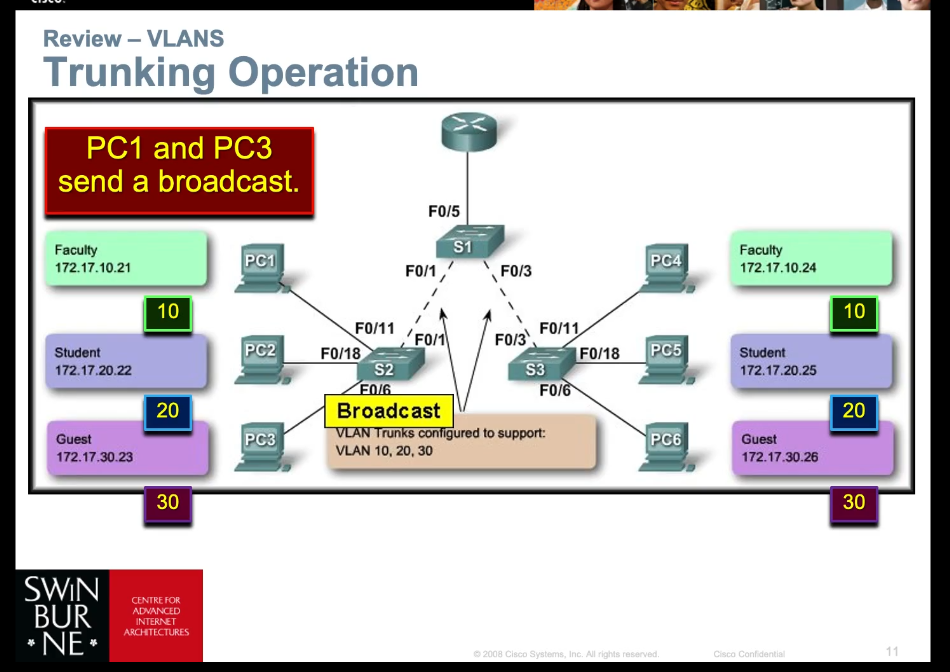 cisco.
Review – VLANS
Trunking Operation
PC1 and PC3
send a broadcast.
F0/5
S1
F0/1
F0/3
Faculty
172.17.10.21
10
PC1
PC4
Faculty
172.17.10.24
10
F0/11
F0/1
F0/3
F0/11
Student
172.17.20.22
20
PC2
F0/18
S2
F0/6
S3
F0/18
F0/6
PC5
Student
172.17.20.25
20
Broadcast
VLAN Trunks configured to support:
VLAN 10, 20, 30
Guest
172.17.30.23
30
PC3
PC6
Guest
172.17.30.26
30
SWIN
BUR
* NE *
CENTRE FOR
ADVANCED
INTERNET
ARCHITECTURES
© 2008 Cisco Systems, Inc. All rights reserved.
Cisco Confidential
11